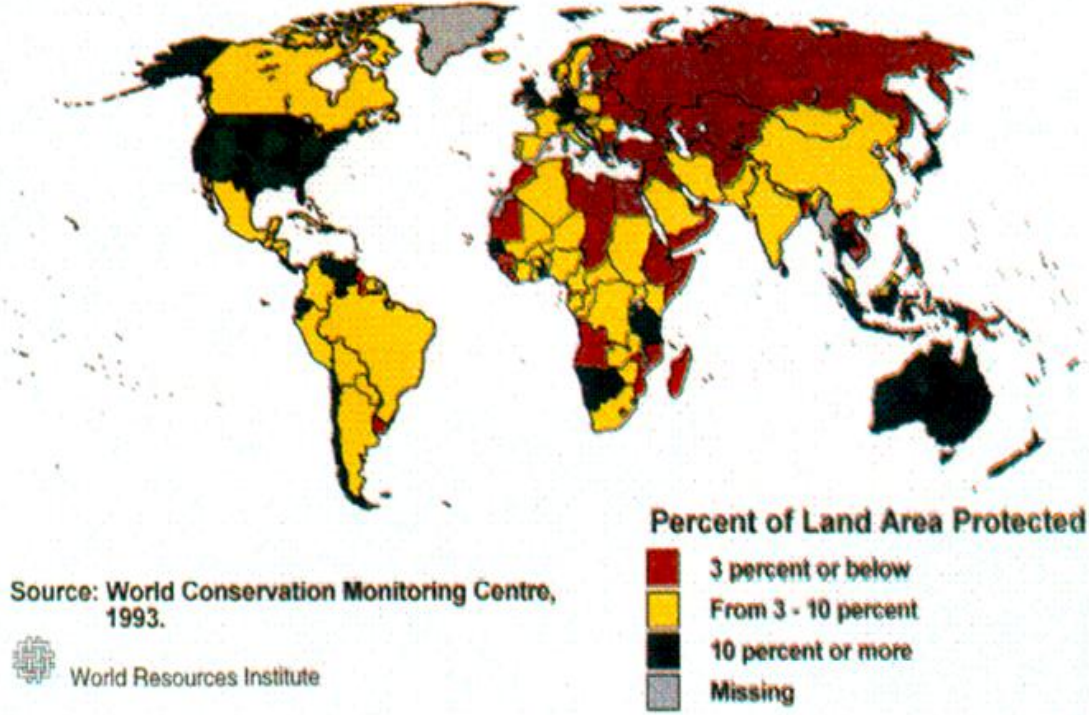 Percent of Land Area Protected
3 percent or below
From 3 - 10 percent
10 percent or more
Missing
Source: World Conservation Monitoring Centre,
1993.
World Resources Institute